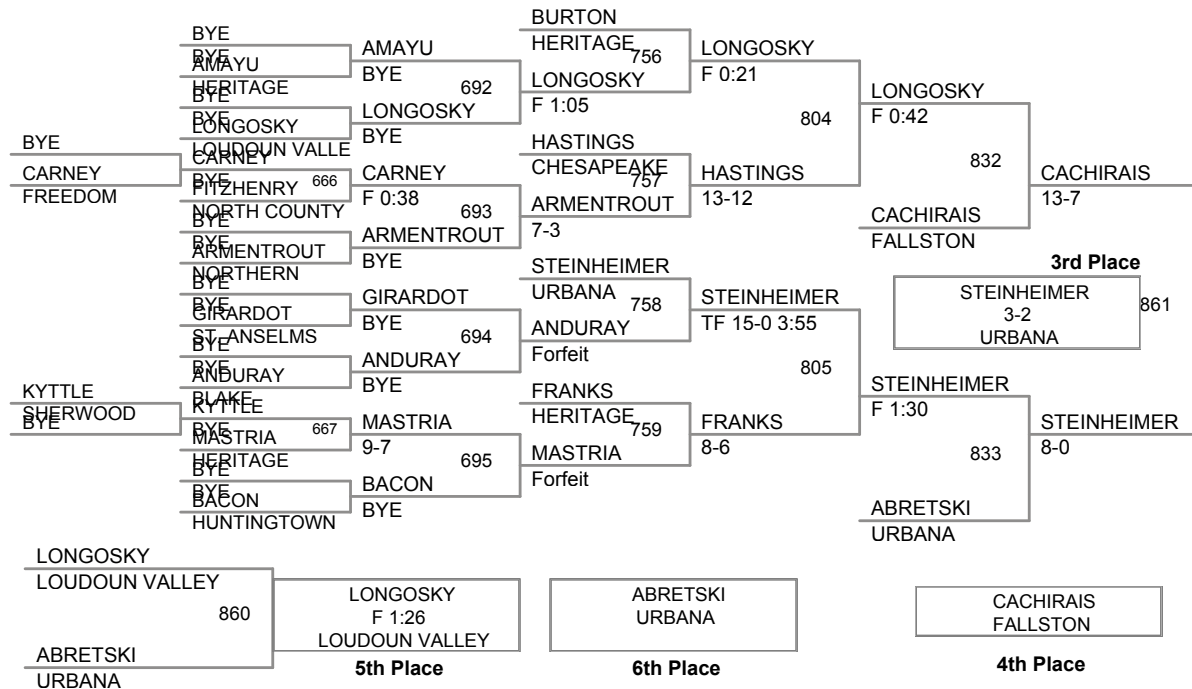 BYE
CARNEY
FREEDOM
KYTTLE
SHERWOOD
BYE
BYE
BYE
AMAYU
HERITAGE
BYE
BYE
LONGOSKY
LOUDOUN VALLE
CARNEY
BYE
666
FITZHENRY
NORTH COUNTY
BYE
BYE
ARMENTROUT
NORTHERN
BYE
BYE
GIRARDOT
ST. ANSELMS
BYE
BYE
ANDURAY
BLAKE
KYTTLE
BYE
667
MASTRIA
HERITAGE
BYE
BYE
BACON
HUNTINGTOWN
AMAYU
BYE
692
LONGOSKY
BYE
CARNEY
F 0:38
693
ARMENTROUT
BYE
GIRARDOT
BYE
694
ANDURAY
BYE
MASTRIA
9-7
695
BACON
BYE
BURTON
HERITAGE
756
LONGOSKY
F 1:05
HASTINGS
CHESAPEAKE
757
ARMENTROUT
7-3
STEINHEIMER
URBANA
758
ANDURAY
Forfeit
FRANKS
HERITAGE
759
MASTRIA
Forfeit
LONGOSKY
F 0:21
804
HASTINGS
13-12
STEINHEIMER
TF 15-0 3:55
805
FRANKS
8-6
LONGOSKY
F 0:42
832
CACHIRAIS
FALLSTON
STEINHEIMER
F 1:30
833
ABRETSKI
URBANA
CACHIRAIS
13-7
3rd Place
STEINHEIMER
3-2
URBANA
861
STEINHEIMER
8-0
LONGOSKY
LOUDOUN VALLEY
860
ABRETSKI
URBANA
LONGOSKY
F 1:26
LOUDOUN VALLEY
5th Place
ABRETSKI
URBANA
6th Place
CACHIRAIS
FALLSTON
4th Place